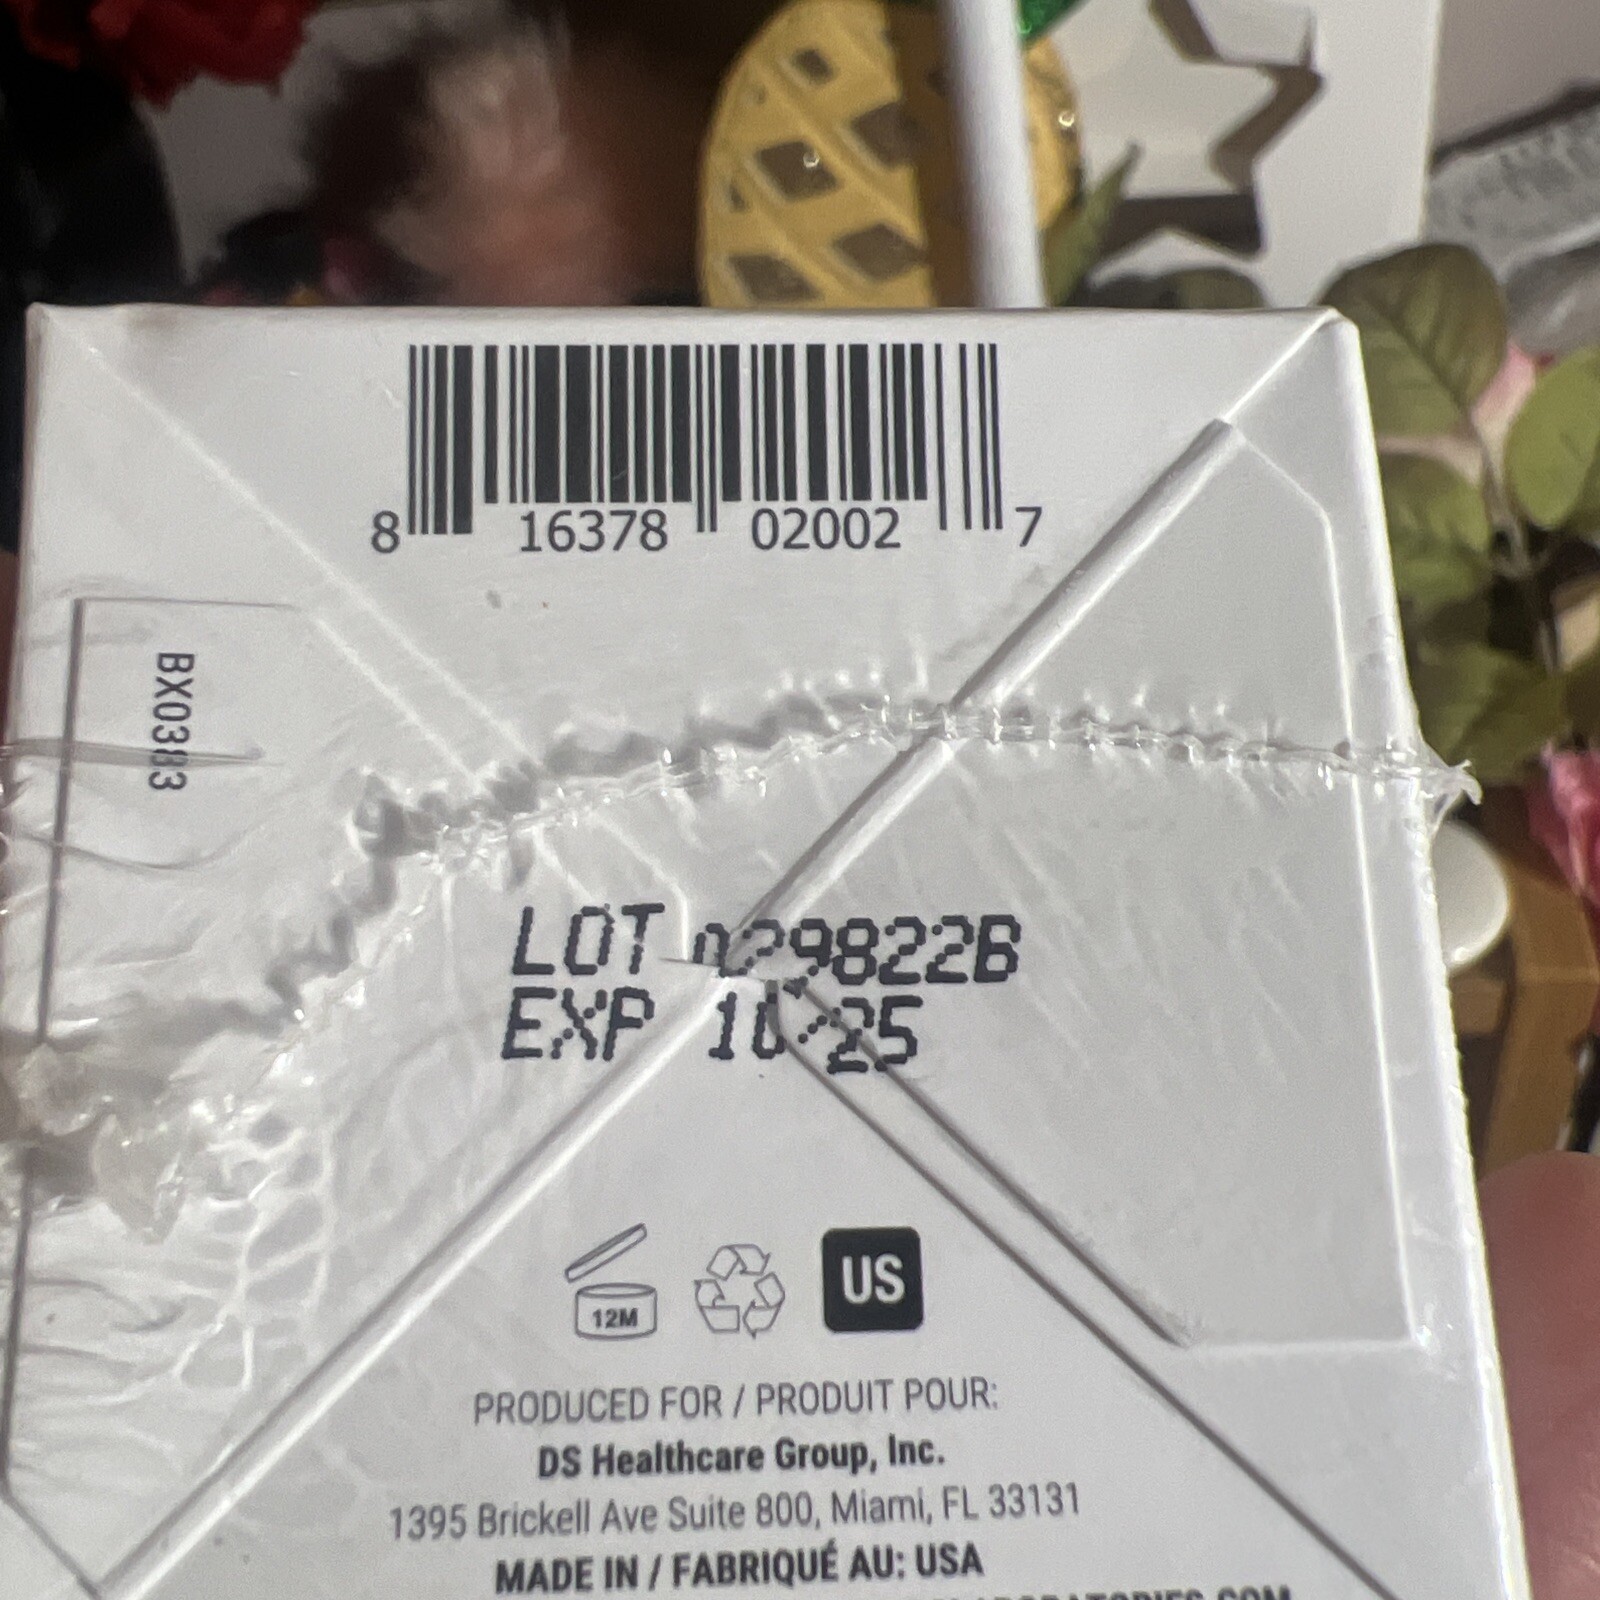 8 16378 02002 7
BX0383
LOT 029822B
EXP 10/25
12M
US
PRODUCED FOR / PRODUIT POUR:
DS Healthcare Group, Inc.
1395 Brickell Ave Suite 800, Miami, FL 33131
MADE IN / FABRIQUÉ AU: USA